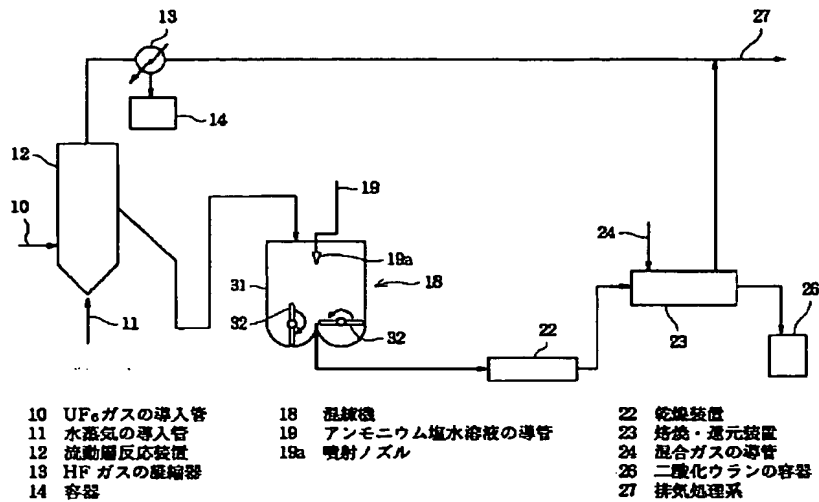 13
27
14
12
19
10
24
19a
31
18
32
32
26
11
22
23
10 UF₆ガスの導入管
11 水蒸気の導入管
12 流動層反応装置
13 HF ガスの凝縮器
14 容器
18 混練機
19 アンモニウム塩水溶液の導管
19a 噴射ノズル
22 乾燥装置
23 焙焼・還元装置
24 混合ガスの導管
26 二酸化ウランの容器
27 排気処理系